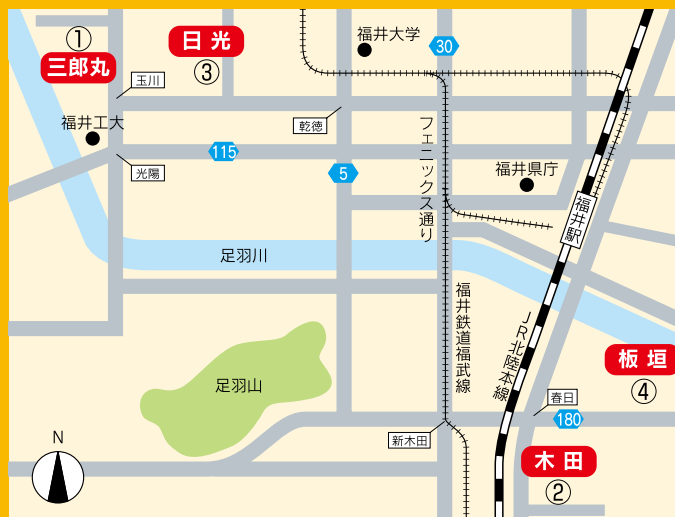 ①
三郎丸
日光
③
福井大学
30
玉川
福井工大
乾徳
115
光陽
5
フェニックス通り
福井県庁
福井駅
足羽川
福井鉄道福武線
JR北陸本線
足羽山
板垣
④
春日
180
新木田
木田
②
N